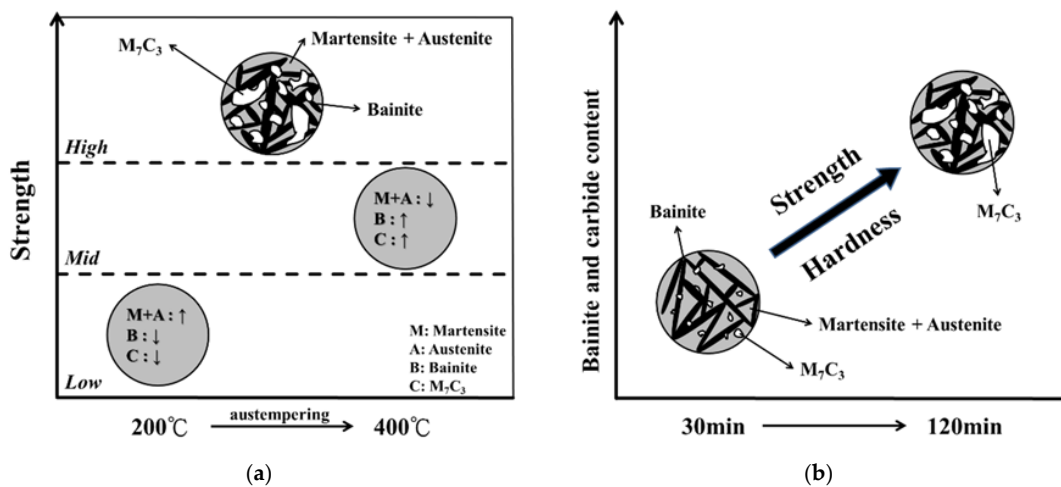 M₇C₃
Martensite + Austenite
Bainite
High
M+A : ↓
B : ↑
C : ↑
Mid
M+A : ↑
B : ↓
C : ↓
Low
M: Martensite
A: Austenite
B: Bainite
C: M₇C₃
Strength
200℃
austempering
400℃
(a)
Bainite and carbide content
Strength
Hardness
M₇C₃
Bainite
Martensite + Austenite
M₇C₃
30min
120min
(b)